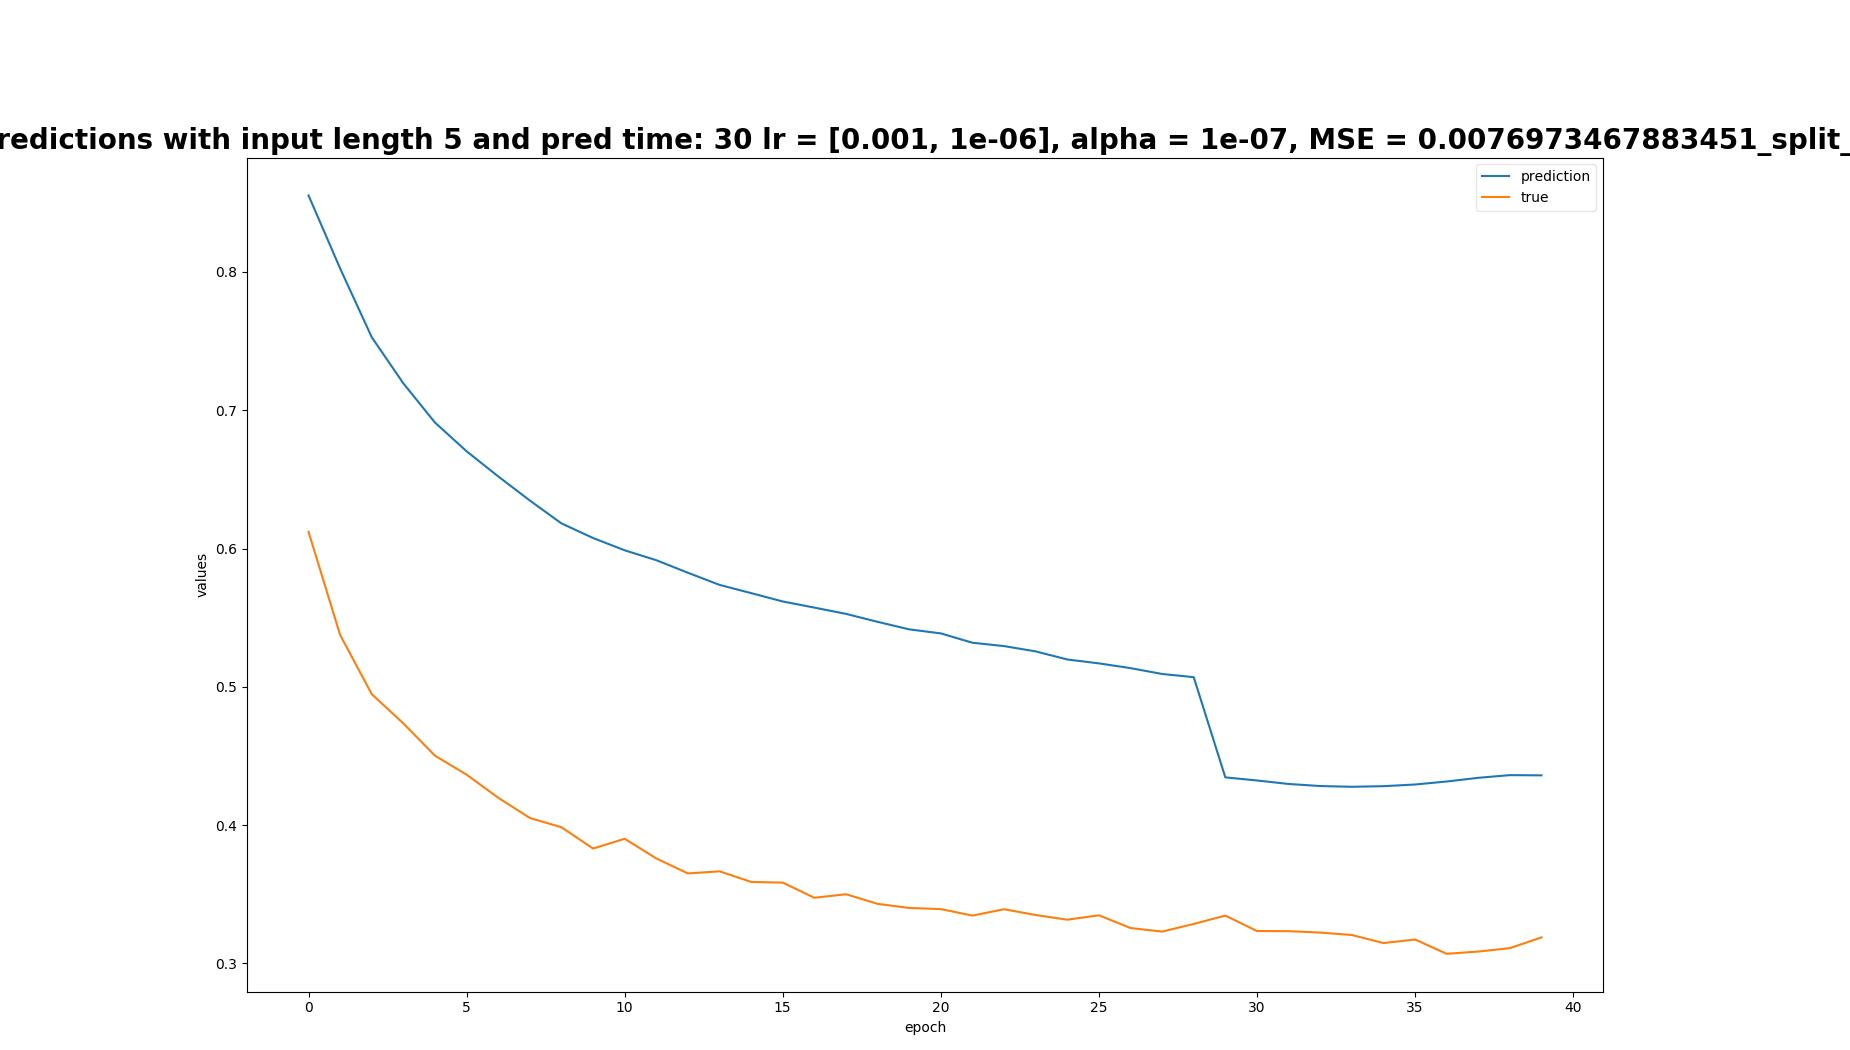 redictions with input length 5 and pred time: 30 lr = [0.001, 1e-06], alpha = 1e-07, MSE = 0.0076973467883451_split_
prediction
true
0.8
0.7
0.6
0.5
0.4
0.3
values
0 5 10 15 20 25 30 35 40
epoch